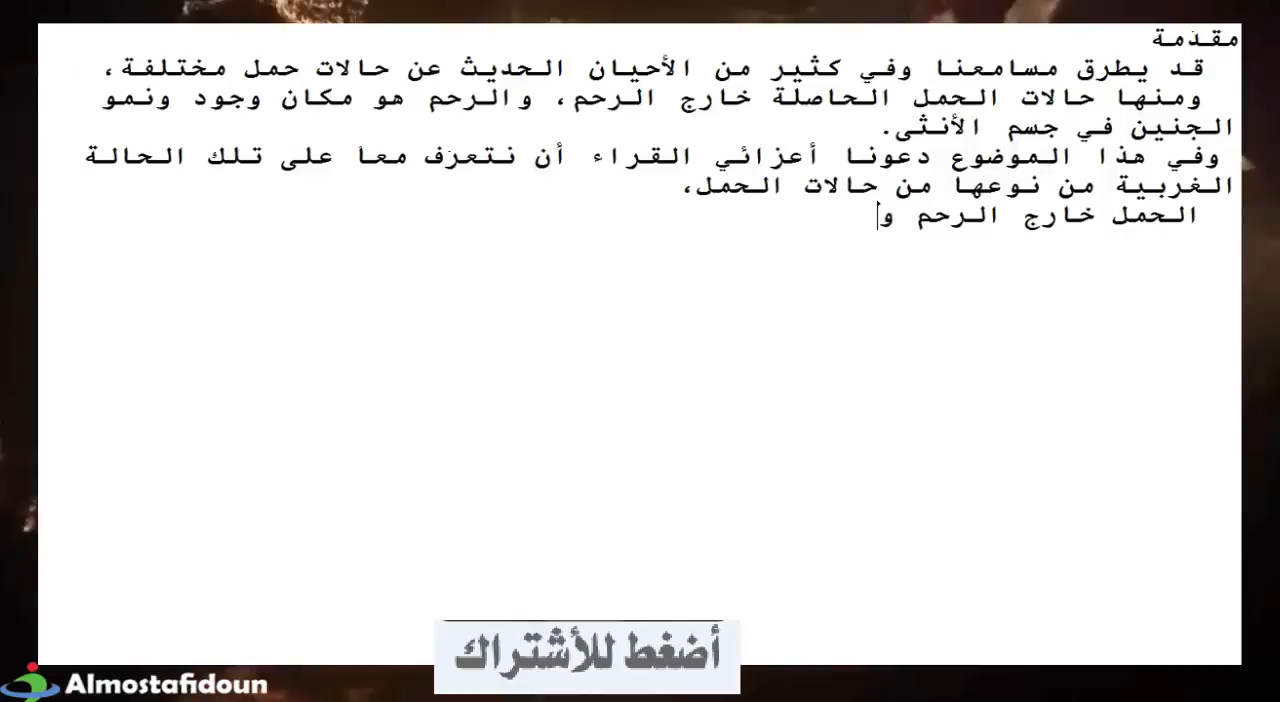 مقدمة
قد يطرق مسامعنا وفي كثير من الأحيان الحديث عن حالات حمل مختلفة،
ومنها حالات الحمل الحاصلة خارج الرحم، والرحم هو مكان وجود ونمو
الجنين في جسم الأنثى.
وفي هذا الموضوع دعونا أعزائي القراء أن نتعرف معا على تلك الحالة
الغربية من نوعها من حالات الحمل،
الحمل خارج الرحم و
أضغط للأشتراك
Almostafidoun